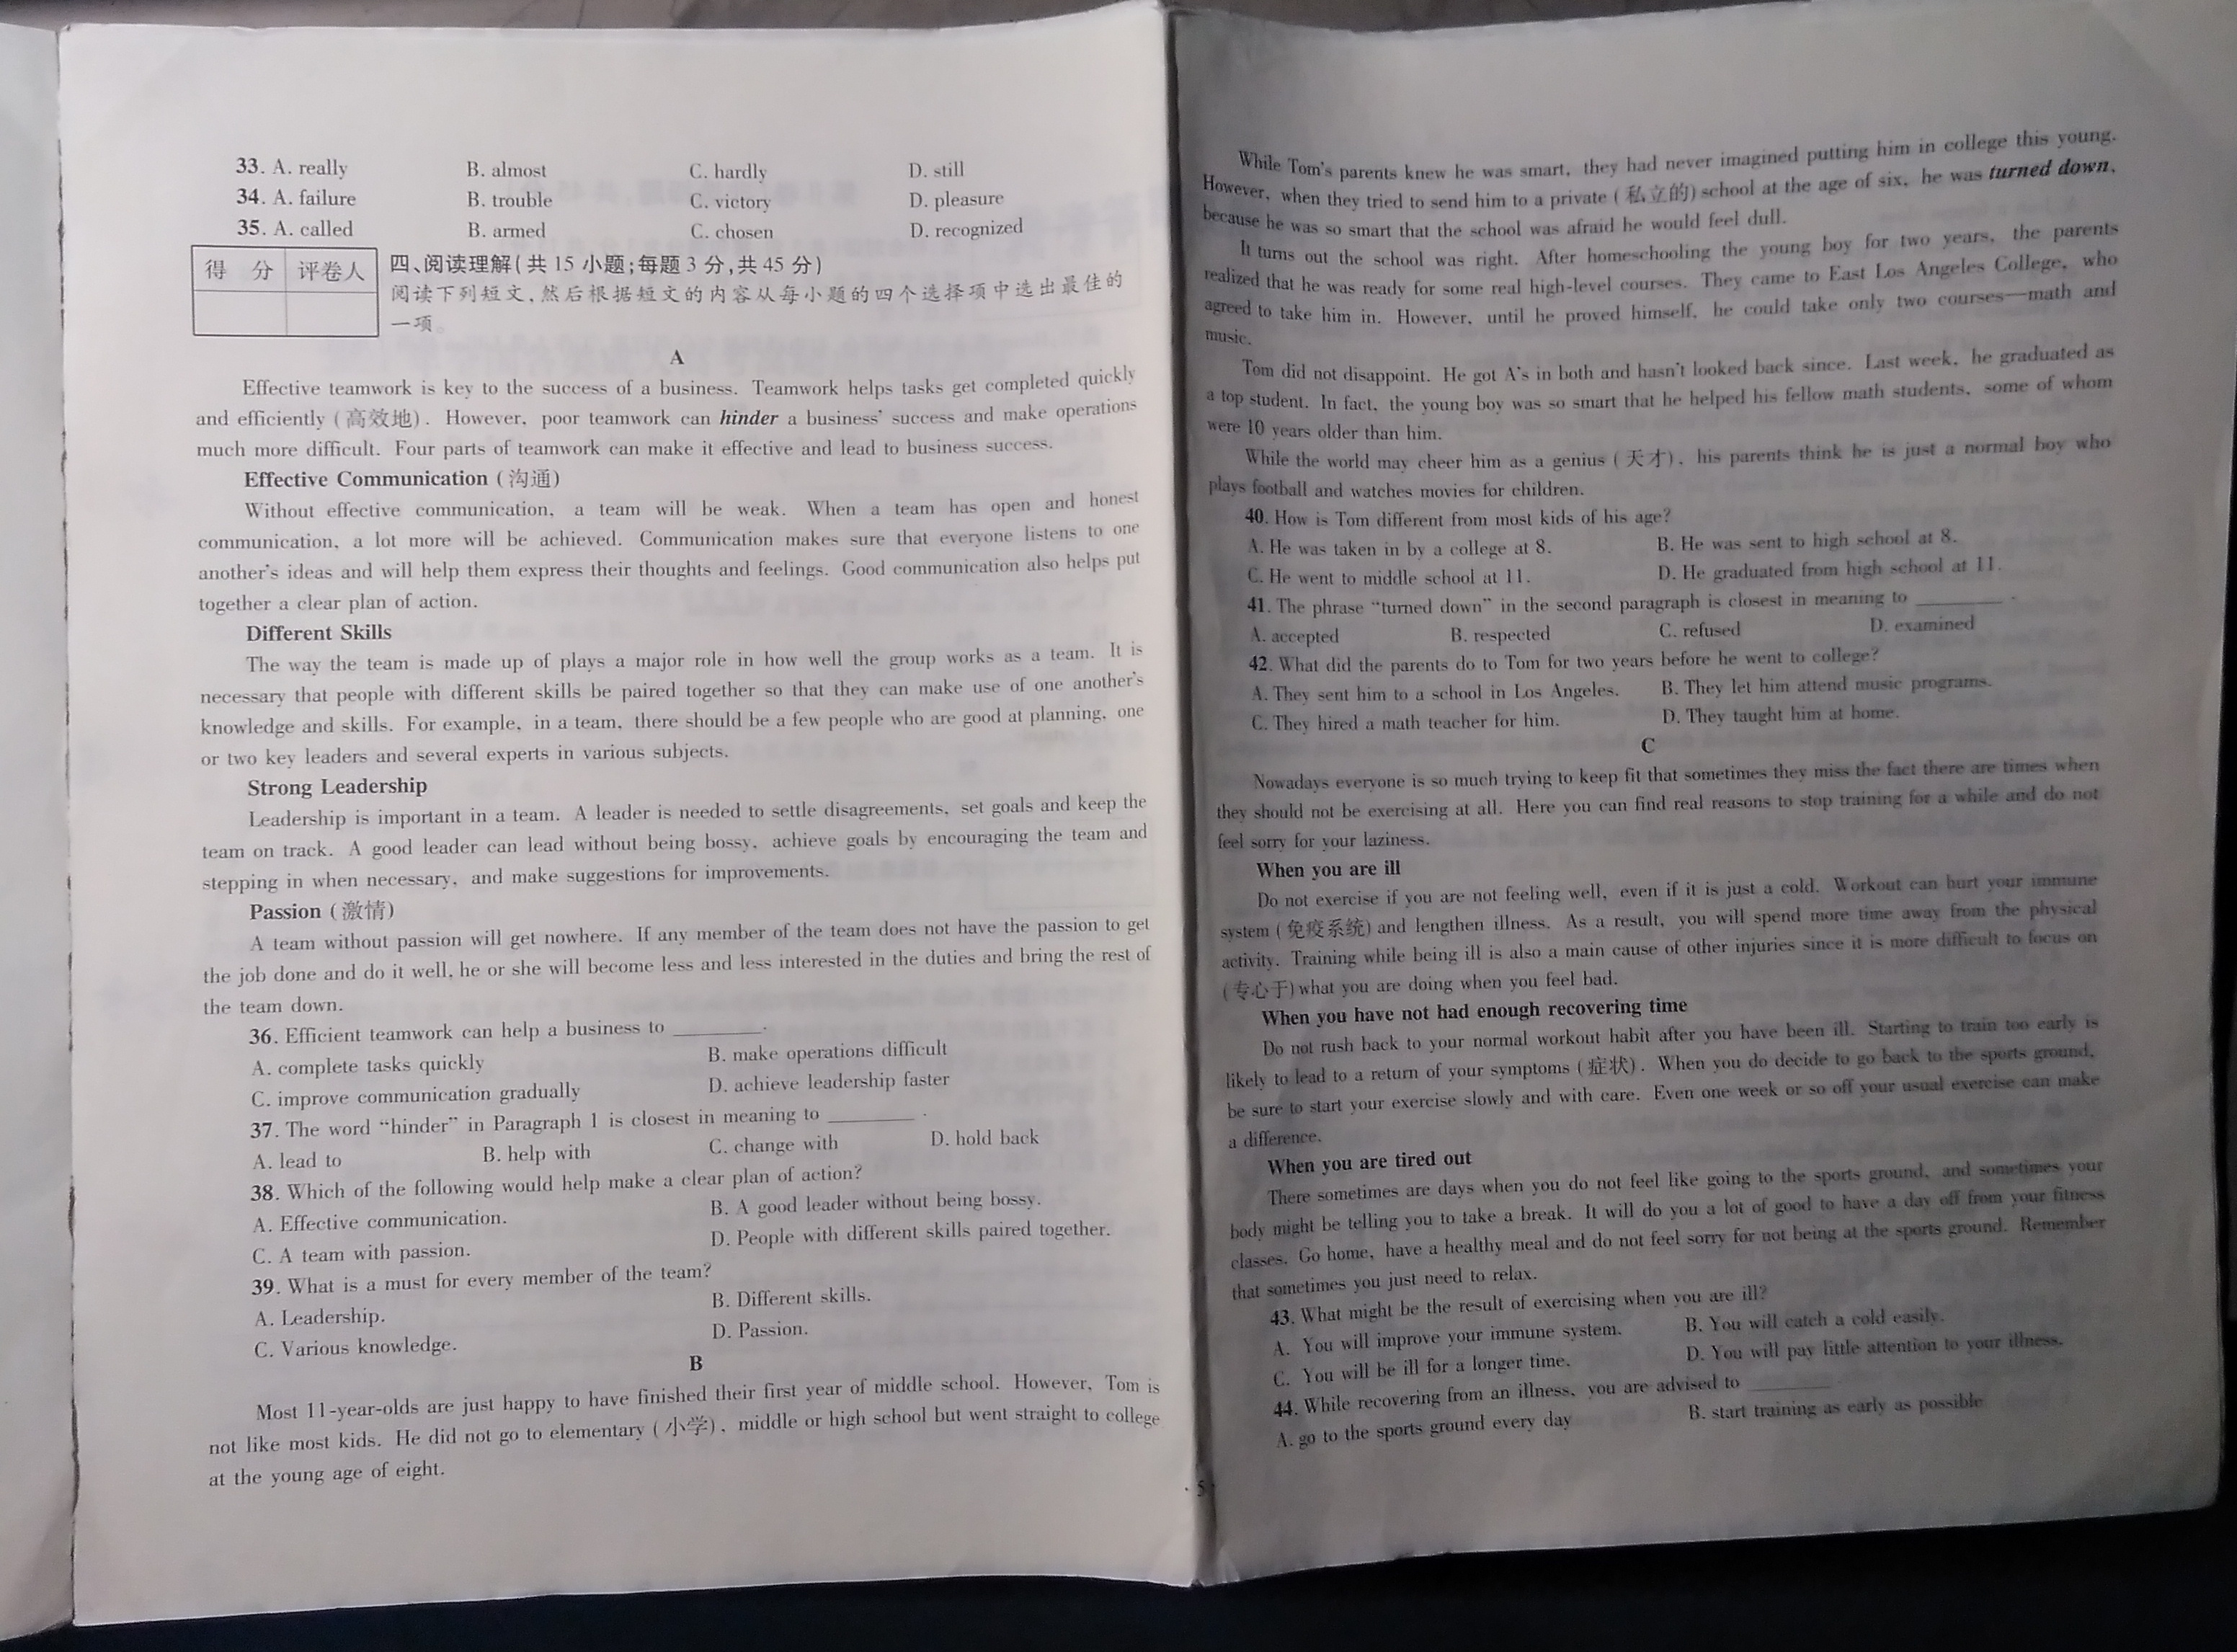 33. A. really B. almost C. hardly D. still
34. A. failure B. trouble C. victory D. pleasure
35. A. called B. armed C. chosen D. recognized
得 分 评卷人
四、阅读理解(共 15 小题;每题 3 分,共 45 分)
阅读下列短文,然后根据短文的内容从每小题的四个选择项中选出最佳的
一项。
A
Effective teamwork is key to the success of a business. Teamwork helps tasks get completed quickly
and efficiently (高效地). However, poor teamwork can hinder a business' success and make operations
much more difficult. Four parts of teamwork can make it effective and lead to business success.
Effective Communication (沟通)
Without effective communication, a team will be weak. When a team has open and honest
communication, a lot more will be achieved. Communication makes sure that everyone listens to one
another's ideas and will help them express their thoughts and feelings. Good communication also helps put
together a clear plan of action.
Different Skills
The way the team is made up of plays a major role in how well the group works as a team. It is
necessary that people with different skills be paired together so that they can make use of one another's
knowledge and skills. For example, in a team, there should be a few people who are good at planning, one
or two key leaders and several experts in various subjects.
Strong Leadership
Leadership is important in a team. A leader is needed to settle disagreements, set goals and keep the
team on track. A good leader can lead without being bossy, achieve goals by encouraging the team and
stepping in when necessary, and make suggestions for improvements.
Passion (激情)
A team without passion will get nowhere. If any member of the team does not have the passion to get
the job done and do it well, he or she will become less and less interested in the duties and bring the rest of
the team down.
36. Efficient teamwork can help a business to ________.
A. complete tasks quickly B. make operations difficult
C. improve communication gradually D. achieve leadership faster
37. The word "hinder" in Paragraph 1 is closest in meaning to ________.
A. lead to B. help with C. change with D. hold back
38. Which of the following would help make a clear plan of action?
A. Effective communication. B. A good leader without being bossy.
C. A team with passion. D. People with different skills paired together.
39. What is a must for every member of the team?
A. Leadership. B. Different skills.
C. Various knowledge. D. Passion.
B
Most 11-year-olds are just happy to have finished their first year of middle school. However, Tom is
not like most kids. He did not go to elementary (小学), middle or high school but went straight to college
at the young age of eight.
· 5
While Tom's parents knew he was smart, they had never imagined putting him in college this young.
However, when they tried to send him to a private (私立的) school at the age of six, he was turned down,
because he was so smart that the school was afraid he would feel dull.
It turns out the school was right. After homeschooling the young boy for two years, the parents
realized that he was ready for some real high-level courses. They came to East Los Angeles College, who
agreed to take him in. However, until he proved himself, he could take only two courses—math and
music.
Tom did not disappoint. He got A's in both and hasn't looked back since. Last week, he graduated as
a top student. In fact, the young boy was so smart that he helped his fellow math students, some of whom
were 10 years older than him.
While the world may cheer him as a genius (天才), his parents think he is just a normal boy who
plays football and watches movies for children.
40. How is Tom different from most kids of his age?
A. He was taken in by a college at 8. B. He was sent to high school at 8.
C. He went to middle school at 11. D. He graduated from high school at 11.
41. The phrase "turned down" in the second paragraph is closest in meaning to ________.
A. accepted B. respected C. refused D. examined
42. What did the parents do to Tom for two years before he went to college?
A. They sent him to a school in Los Angeles. B. They let him attend music programs.
C. They hired a math teacher for him. D. They taught him at home.
C
Nowadays everyone is so much trying to keep fit that sometimes they miss the fact there are times when
they should not be exercising at all. Here you can find real reasons to stop training for a while and do not
feel sorry for your laziness.
When you are ill
Do not exercise if you are not feeling well, even if it is just a cold. Workout can hurt your immune
system (免疫系统) and lengthen illness. As a result, you will spend more time away from the physical
activity. Training while being ill is also a main cause of other injuries since it is more difficult to focus on
(专心于) what you are doing when you feel bad.
When you have not had enough recovering time
Do not rush back to your normal workout habit after you have been ill. Starting to train too early is
likely to lead to a return of your symptoms (症状). When you do decide to go back to the sports ground,
be sure to start your exercise slowly and with care. Even one week or so off your usual exercise can make
a difference.
When you are tired out
There sometimes are days when you do not feel like going to the sports ground, and sometimes your
body might be telling you to take a break. It will do you a lot of good to have a day off from your fitness
classes. Go home, have a healthy meal and do not feel sorry for not being at the sports ground. Remember
that sometimes you just need to relax.
43. What might be the result of exercising when you are ill?
A. You will improve your immune system. B. You will catch a cold easily.
C. You will be ill for a longer time. D. You will pay little attention to your illness.
44. While recovering from an illness, you are advised to ________.
A. go to the sports ground every day B. start training as early as possible